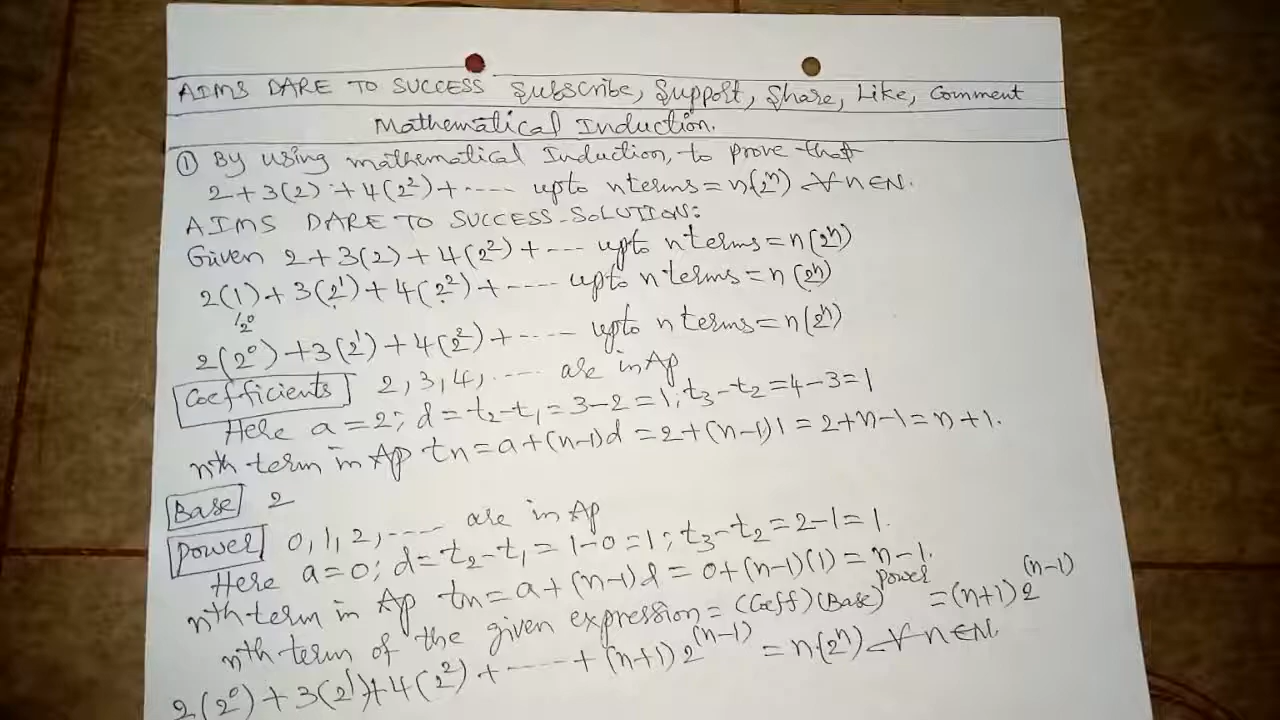 AIMS DARE TO SUCCESS Subscribe, Support, Share, Like, Comment
Mathematical Induction.
① By using mathematical Induction, to prove that
2+3(2)+4(2²)+----- upto n terms = n(2ⁿ) ∀ n∈N.
AIMS DARE TO SUCCESS-SOLUTION:
Given 2+3(2)+4(2²)+--- upto n terms = n(2ⁿ)
2(1)+3(2¹)+4(2²)+----- upto n terms = n(2ⁿ)
2⁰
2(2⁰)+3(2¹)+4(2²)+----- upto n terms = n(2ⁿ)
Coefficients 2, 3, 4, ----- are in AP
Here a=2; d=t₂-t₁=3-2=1; t₃-t₂=4-3=1
nth term in AP tn=a+(n-1)d=2+(n-1)1=2+n-1=n+1.
Base 2
Power 0, 1, 2, ----- are in AP
Here a=0; d=t₂-t₁=1-0=1; t₃-t₂=2-1=1.
nth term in AP tn=a+(n-1)d=0+(n-1)(1)=n-1.
nth term of the given expression=(Coeff)(Base)^power=(n+1)2^(n-1)
2(2⁰)+3(2¹)+4(2²)+-----+(n+1)2^(n-1)=n(2ⁿ) ∀ n∈N